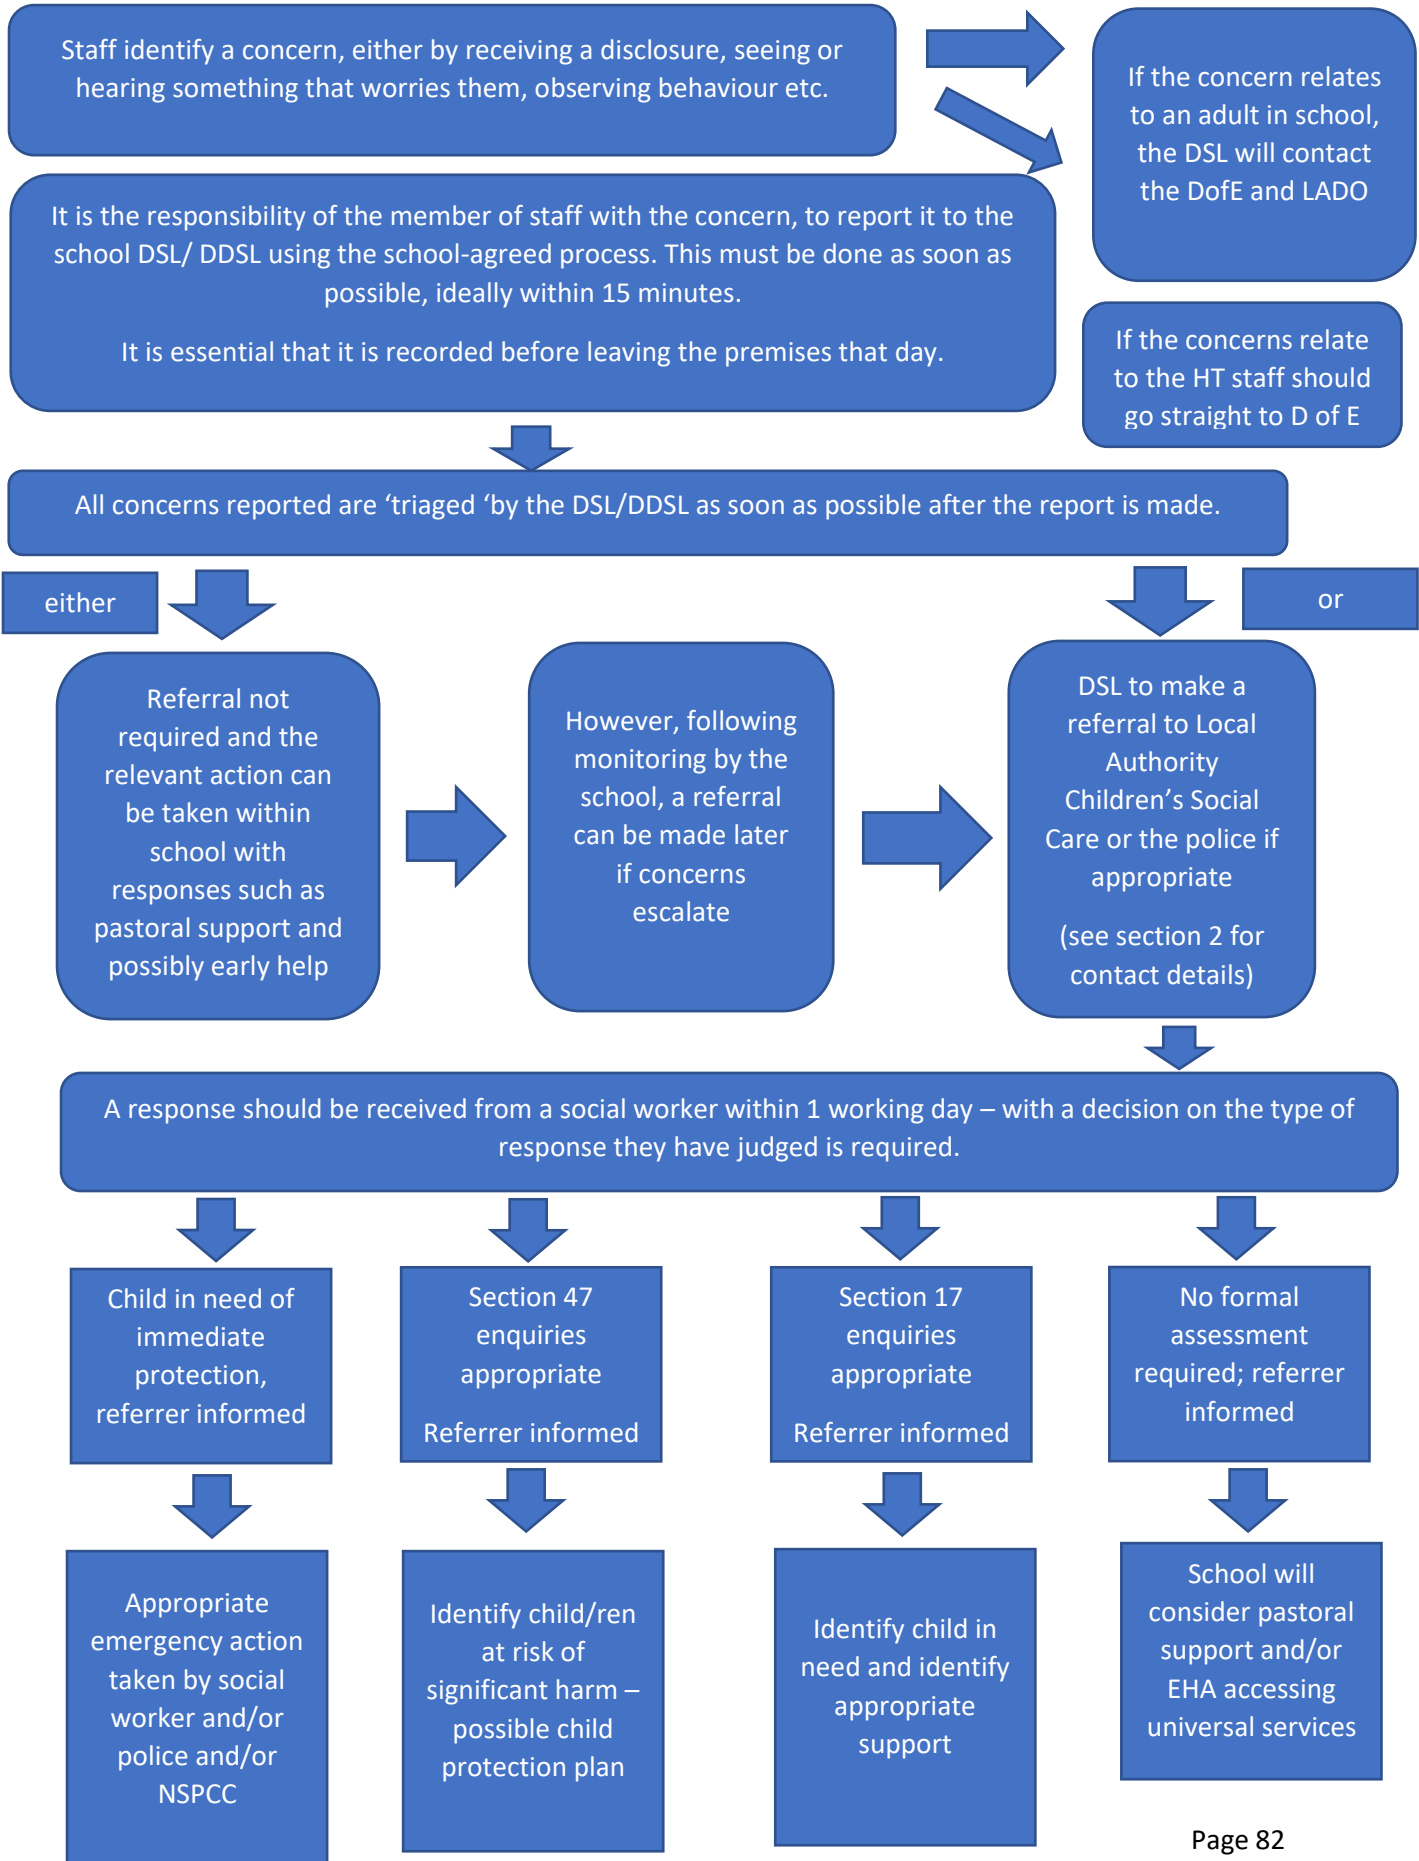 Staff identify a concern, either by receiving a disclosure, seeing or
hearing something that worries them, observing behaviour etc.
If the concern relates
to an adult in school,
the DSL will contact
the DofE and LADO
It is the responsibility of the member of staff with the concern, to report it to the
school DSL/ DDSL using the school-agreed process. This must be done as soon as
possible, ideally within 15 minutes.
It is essential that it is recorded before leaving the premises that day.
If the concerns relate
to the HT staff should
go straight to D of E
All concerns reported are ‘triaged ‘by the DSL/DDSL as soon as possible after the report is made.
either
or
Referral not
required and the
relevant action can
be taken within
school with
responses such as
pastoral support and
possibly early help
However, following
monitoring by the
school, a referral
can be made later
if concerns
escalate
DSL to make a
referral to Local
Authority
Children’s Social
Care or the police if
appropriate
(see section 2 for
contact details)
A response should be received from a social worker within 1 working day – with a decision on the type of
response they have judged is required.
Child in need of
immediate
protection,
referrer informed
Section 47
enquiries
appropriate
Referrer informed
Section 17
enquiries
appropriate
Referrer informed
No formal
assessment
required; referrer
informed
Appropriate
emergency action
taken by social
worker and/or
police and/or
NSPCC
Identify child/ren
at risk of
significant harm –
possible child
protection plan
Identify child in
need and identify
appropriate
support
School will
consider pastoral
support and/or
EHA accessing
universal services
Page 82